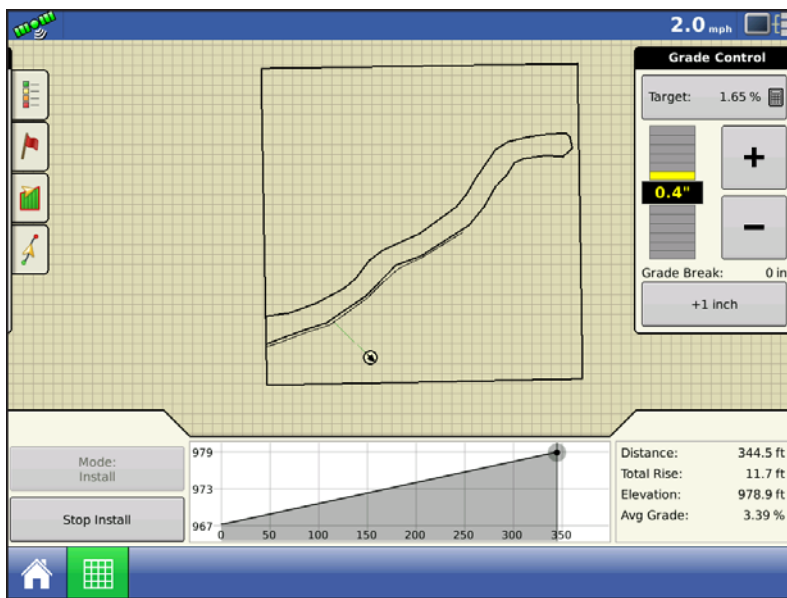 2.0 mph
Grade Control
Target: 1.65 %
+
0.4"
−
Grade Break: 0 in
+1 inch
Mode:
Install
Stop Install
979
973
967
0 50 100 150 200 250 300 350
Distance: 344.5 ft
Total Rise: 11.7 ft
Elevation: 978.9 ft
Avg Grade: 3.39 %